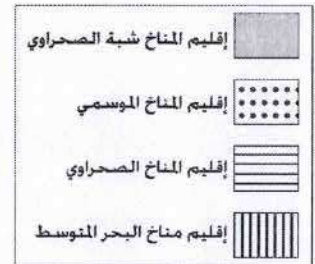 إقليم المناخ شبة الصحراوي
إقليم المناخ الموسمي
إقليم المناخ الصحراوي
إقليم مناخ البحر المتوسط